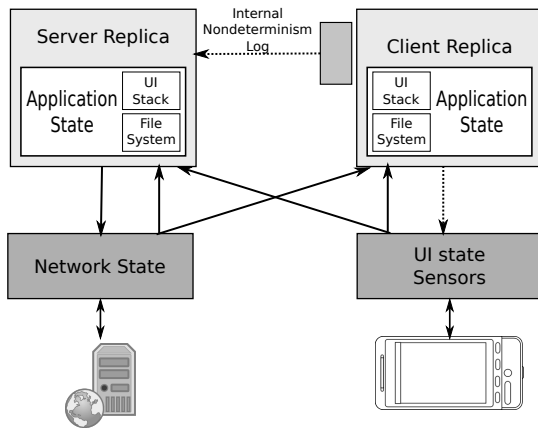 Internal
Nondeterminism
Log
Server Replica
Client Replica
Application
State
UI
Stack
File
System
UI
Stack
File
System
Application
State
Network State
UI state
Sensors